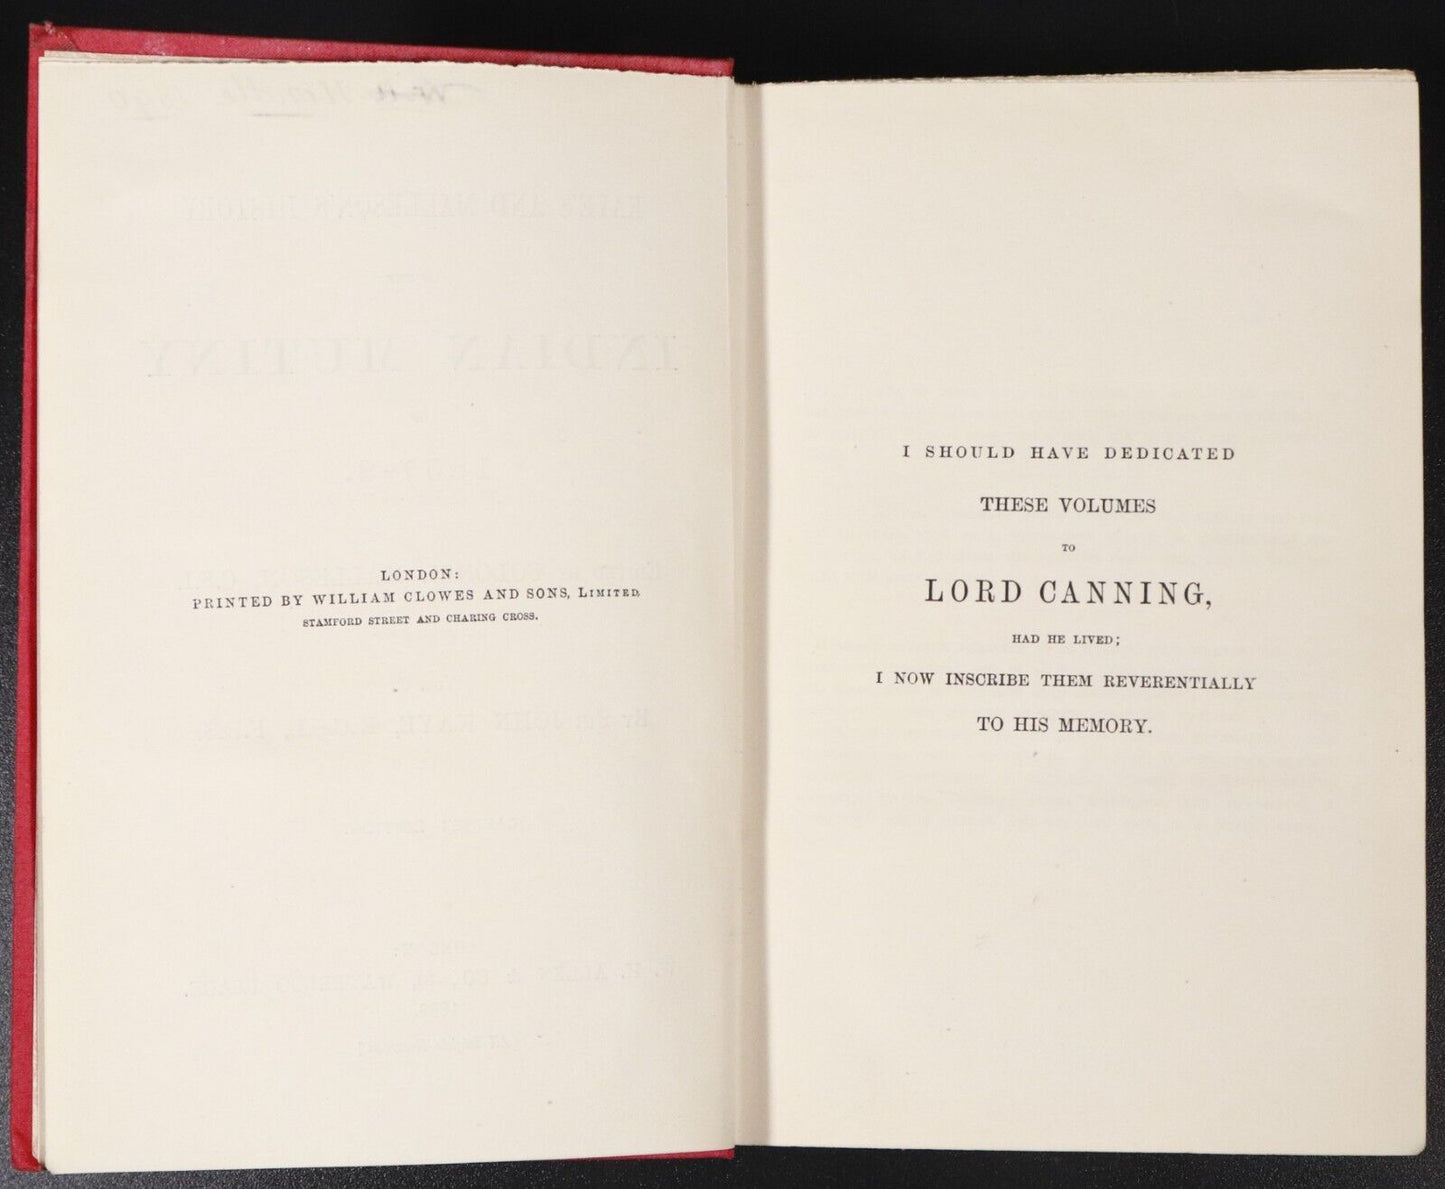 LONDON:
PRINTED BY WILLIAM CLOWES AND SONS, LIMITED,
STAMFORD STREET AND CHARING CROSS.
I SHOULD HAVE DEDICATED
THESE VOLUMES
TO
LORD CANNING,
HAD HE LIVED;
I NOW INSCRIBE THEM REVERENTIALLY
TO HIS MEMORY.